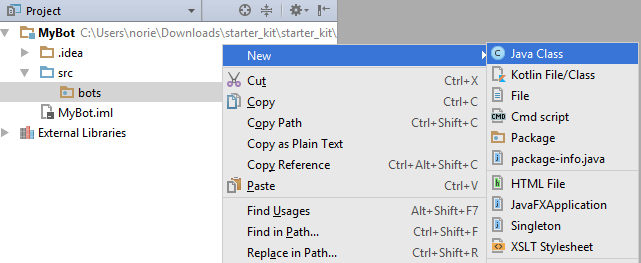 Project
MyBot C:\Users\norie\Downloads\starter_kit\starter_kit\
.idea
src
bots
MyBot.iml
External Libraries
New
Cut Ctrl+X
Copy Ctrl+C
Copy Path Ctrl+Shift+C
Copy as Plain Text
Copy Reference Ctrl+Alt+Shift+C
Paste Ctrl+V
Find Usages Alt+Shift+F7
Find in Path... Ctrl+Shift+F
Replace in Path... Ctrl+Shift+R
Java Class
Kotlin File/Class
File
Cmd script
Package
package-info.java
HTML File
JavaFXApplication
Singleton
XSLT Stylesheet